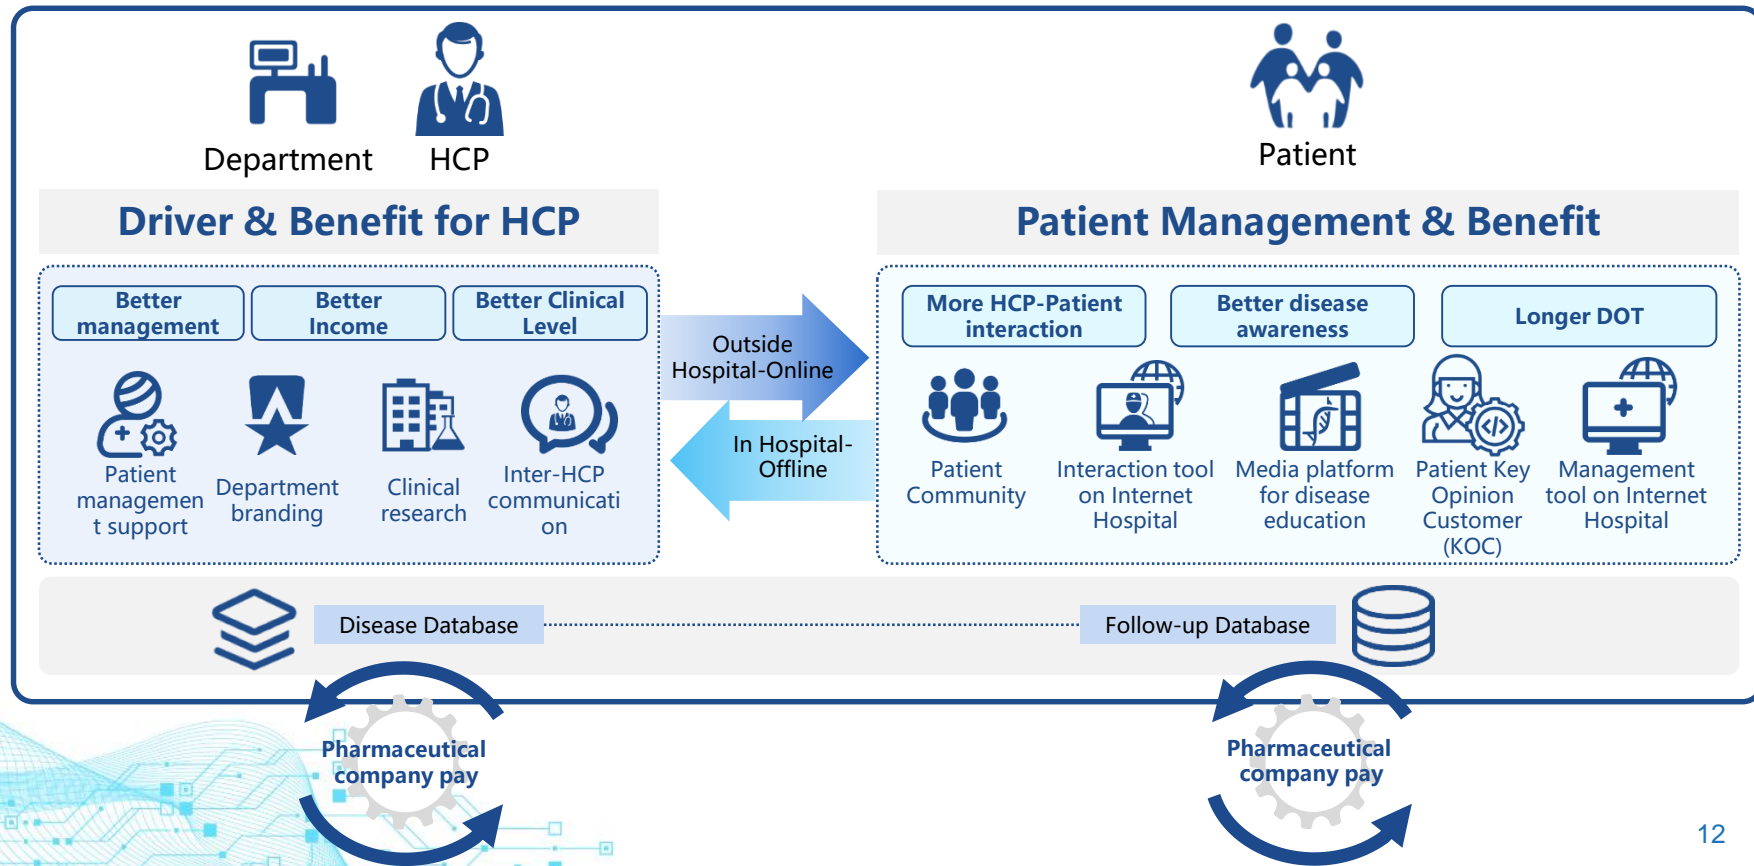 Department
HCP
Patient
Driver & Benefit for HCP
Patient Management & Benefit
Better
management
Better
Income
Better Clinical
Level
Patient
managemen
t support
Department
branding
Clinical
research
Inter-HCP
communicati
on
Outside
Hospital-Online
In Hospital-
Offline
More HCP-Patient
interaction
Better disease
awareness
Longer DOT
Patient
Community
Interaction tool
on Internet
Hospital
Media platform
for disease
education
Patient Key
Opinion
Customer
(KOC)
Management
tool on Internet
Hospital
Disease Database
Follow-up Database
Pharmaceutical
company pay
Pharmaceutical
company pay
12